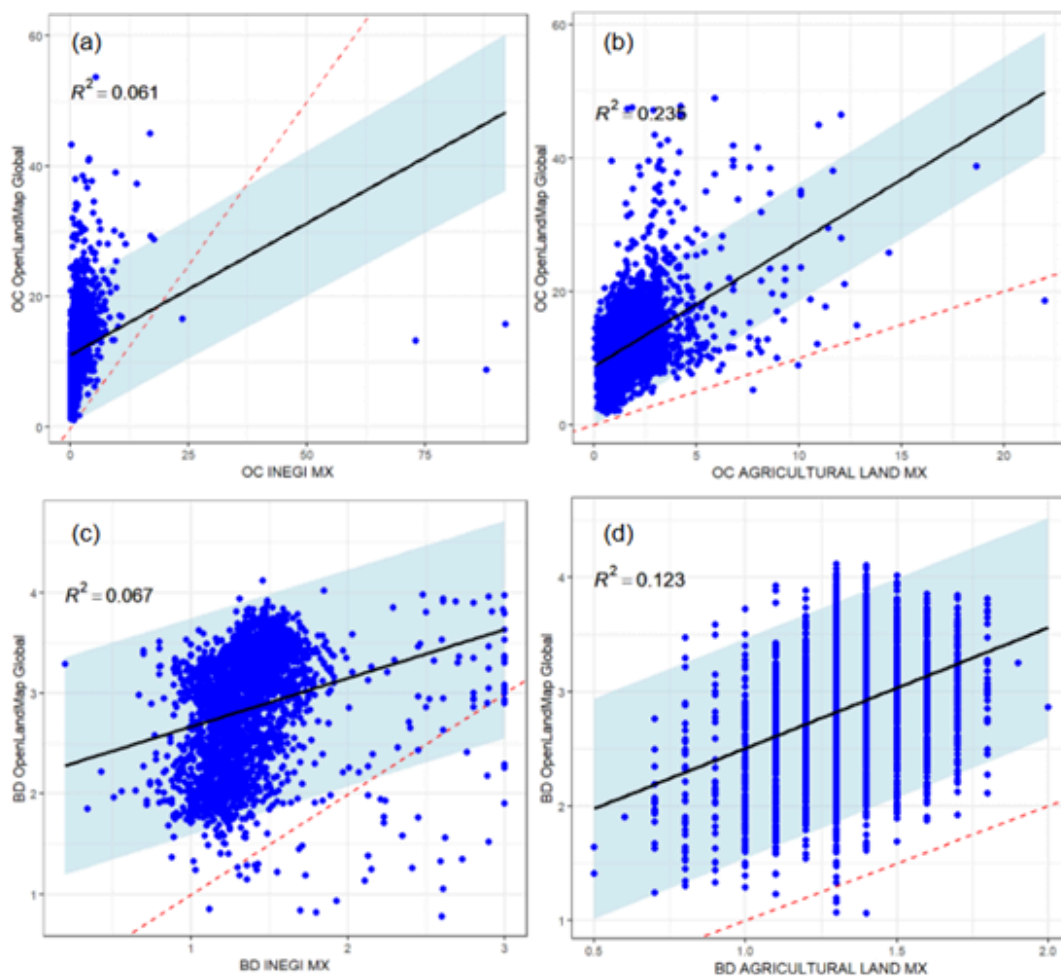 (a)
R² = 0.061
60
40
20
0
OC OpenLandMap Global
0 25 50 75
OC INEGI MX
(b)
R² = 0.235
60
40
20
0
OC OpenLandMap Global
0 5 10 15 20
OC AGRICULTURAL LAND MX
(c)
R² = 0.067
4
3
2
1
BD OpenLandMap Global
1 2 3
BD INEGI MX
(d)
R² = 0.123
4
3
2
1
BD OpenLandMap Global
0.5 1.0 1.5 2.0
BD AGRICULTURAL LAND MX